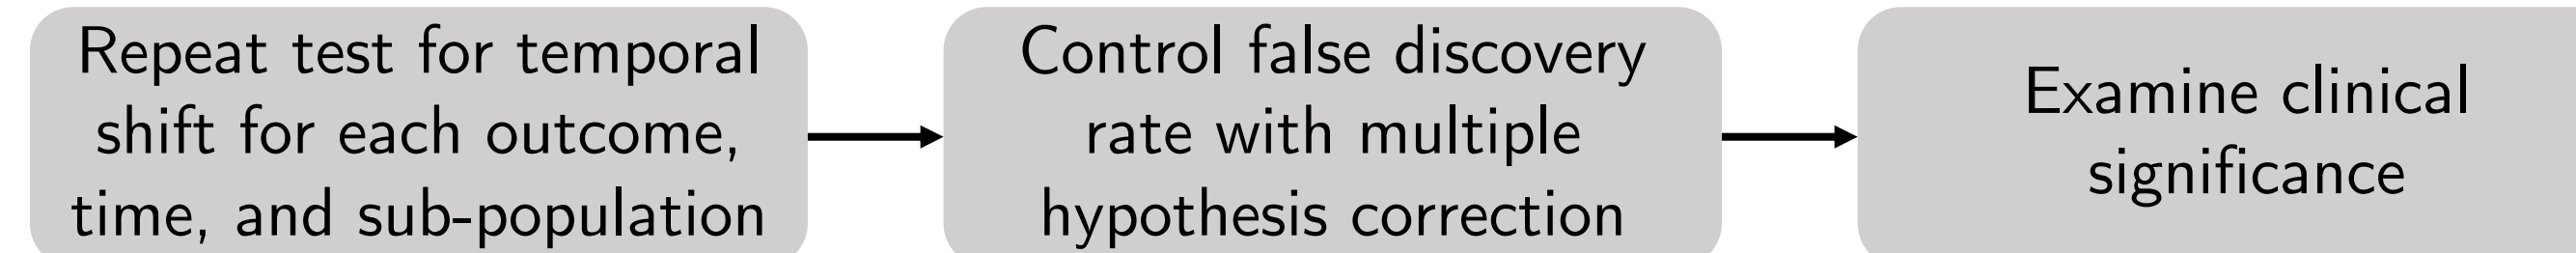 Repeat test for temporal
shift for each outcome,
time, and sub-population
Control false discovery
rate with multiple
hypothesis correction
Examine clinical
significance